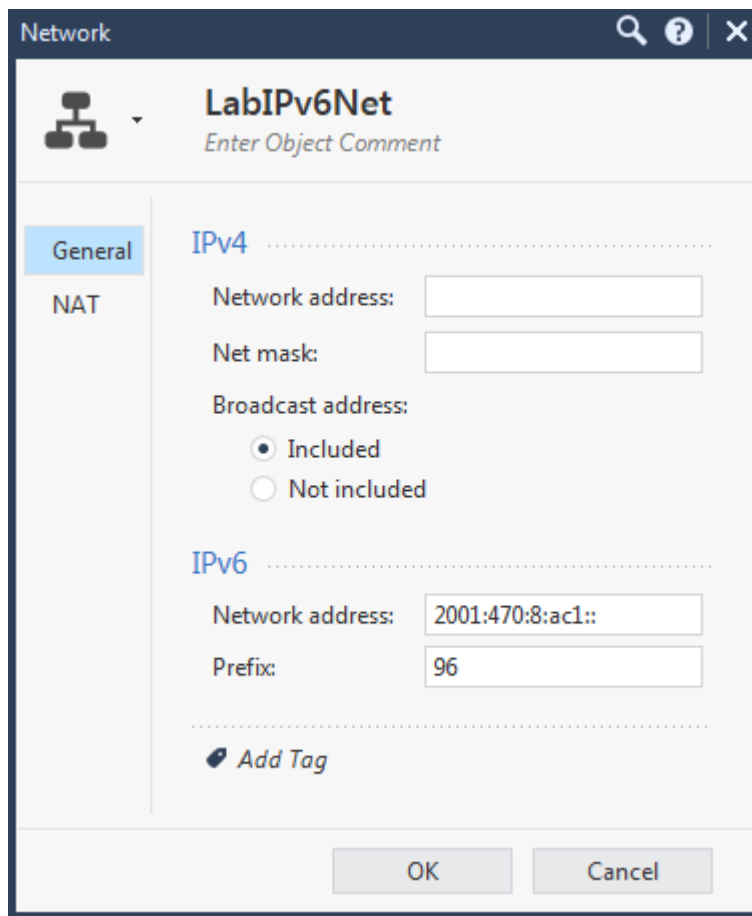 Network
LabIPv6Net
Enter Object Comment
General
NAT
IPv4
Network address:
Net mask:
Broadcast address:
Included
Not included
IPv6
Network address: 2001:470:8:ac1::
Prefix: 96
Add Tag
OK Cancel